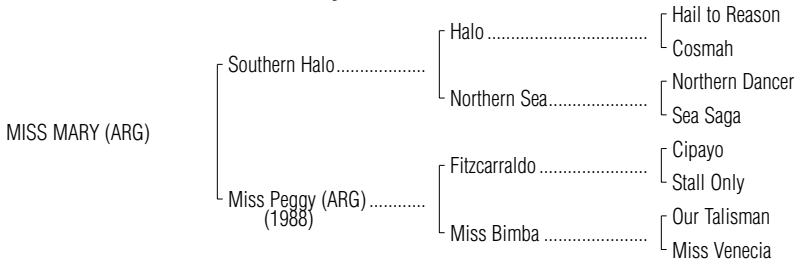 Hail to Reason
Halo
Cosmah
Southern Halo
Northern Dancer
Northern Sea
Sea Saga
MISS MARY (ARG)
Cipayo
Fitzcarraldo
Stall Only
Miss Peggy (ARG)
(1988)
Our Talisman
Miss Bimba
Miss Venecia